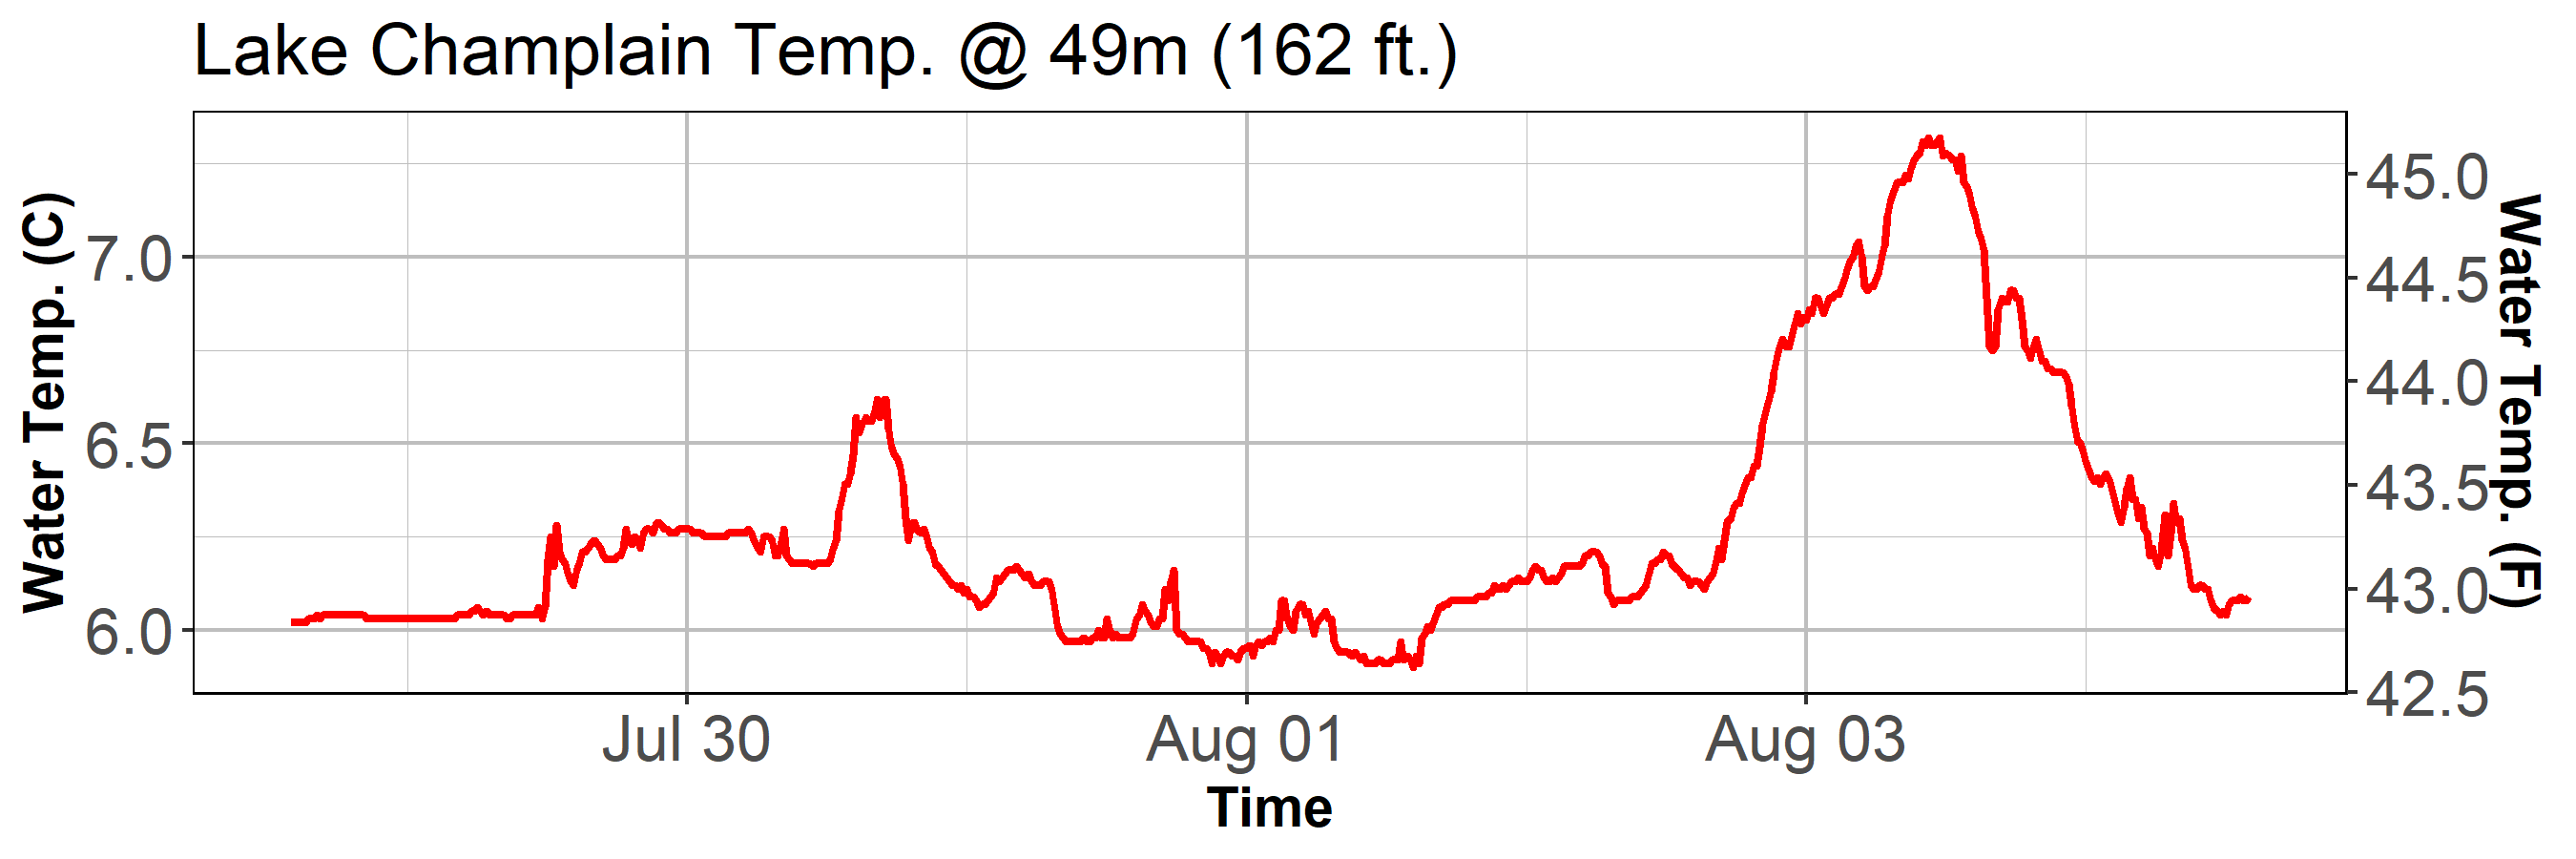 Lake Champlain Temp. @ 49m (162 ft.)
Water Temp. (C)
7.0
6.5
6.0
45.0
44.5
44.0
43.5
43.0
42.5
Water Temp. (F)
Jul 30 Aug 01 Aug 03
Time